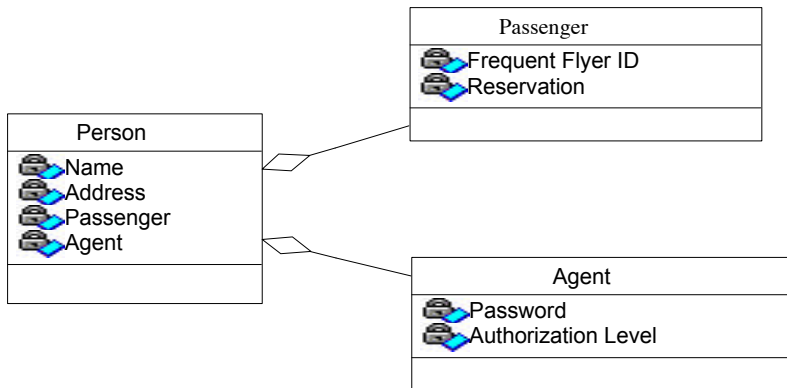 Passenger
Frequent Flyer ID
Reservation
Person
Name
Address
Passenger
Agent
Agent
Password
Authorization Level